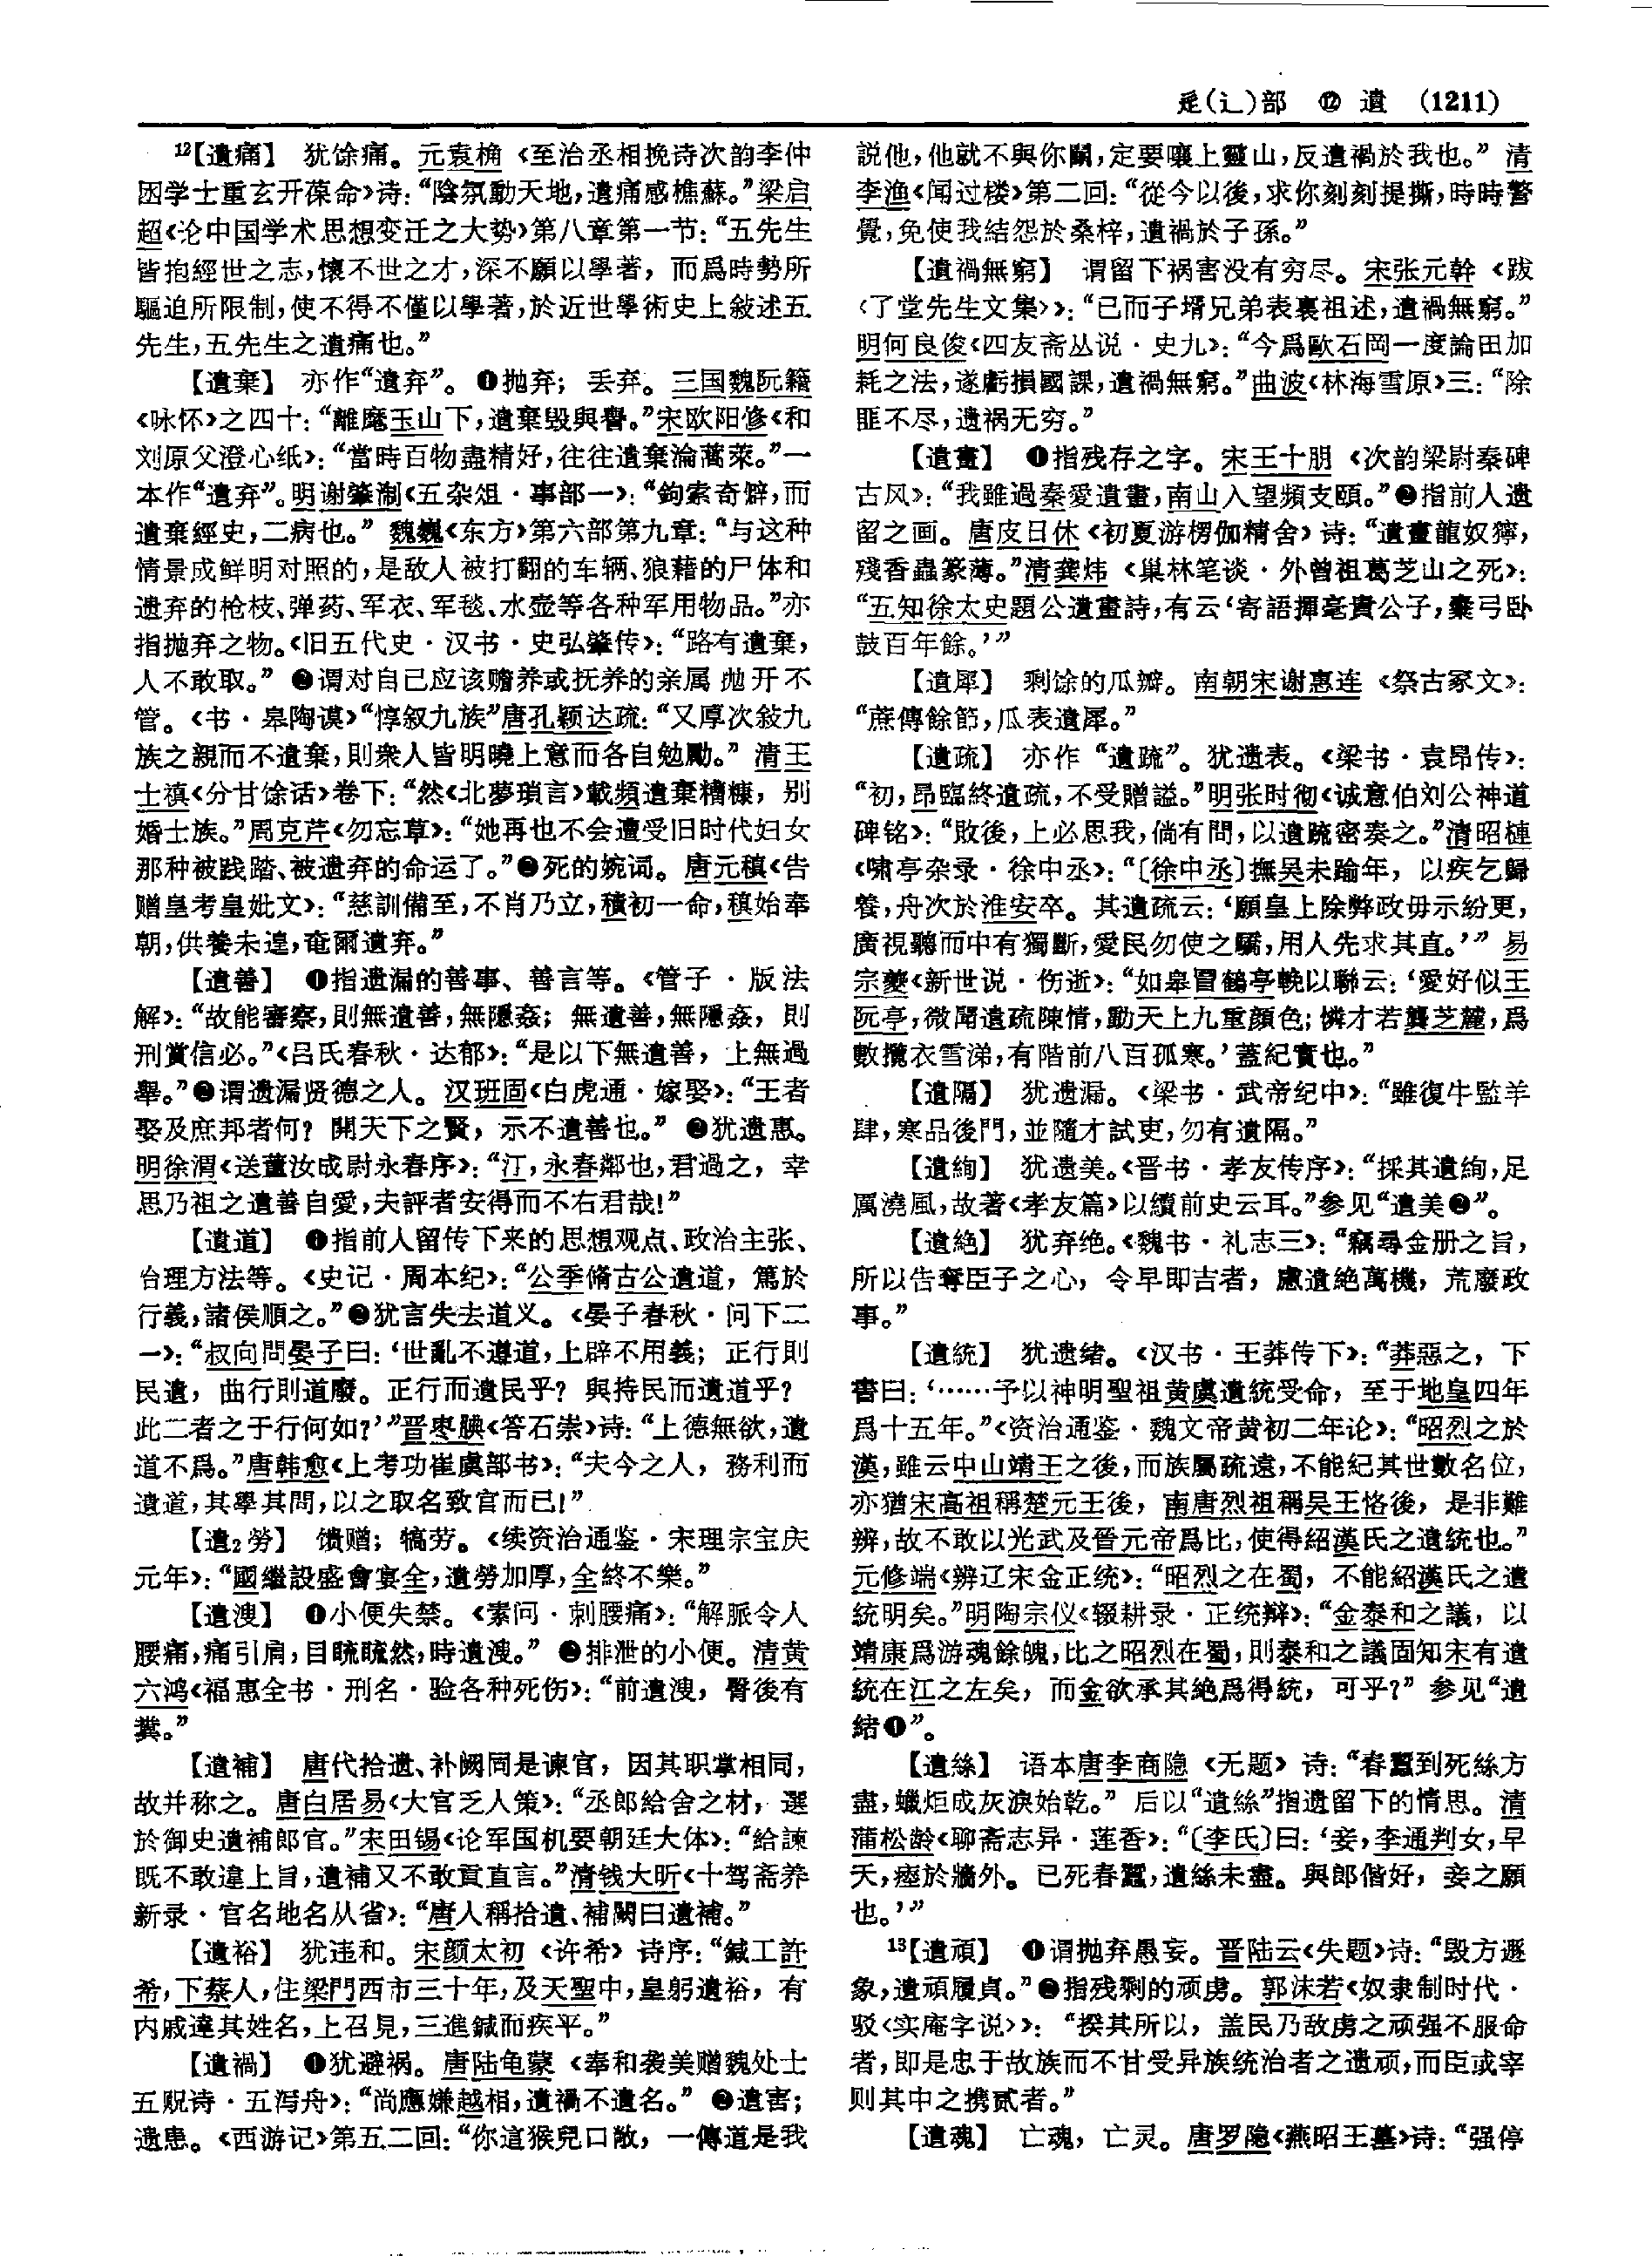 辵(辶)部 ⑫ 遺 (1211)
12【遺痛】 犹馀痛。元袁桷《至治丞相挽诗次韵李仲
因学士重玄开葆命》诗：“陰氛動天地，遺痛感樵蘇。”梁启
超《论中国学术思想变迁之大势》第八章第一节：“五先生
皆抱經世之志，懷不世之才，深不願以學著，而爲時勢所
驅迫所限制，使不得不僅以學著，於近世學術史上敍述五
先生，五先生之遺痛也。”
【遺棄】 亦作“遺弃”。❶抛弃；丢弃。三国魏阮籍
《咏怀》之四十：“離麾玉山下，遺棄毁與譽。”宋欧阳修《和
刘原父澄心纸》：“當時百物盡精好，往往遺棄淪蒿萊。”一
本作“遺弃”。明谢肇淛《五杂俎·事部一》：“鉤索奇僻，而
遺棄經史，二病也。” 魏巍《东方》第六部第九章：“与这种
情景成鲜明对照的，是敌人被打翻的车辆、狼藉的尸体和
遗弃的枪枝、弹药、军衣、军毯、水壶等各种军用物品。”亦
指抛弃之物。《旧五代史·汉书·史弘肇传》：“路有遺棄，
人不敢取。” ❷谓对自己应该赡养或抚养的亲属抛开不
管。《书·皋陶谟》“惇叙九族”唐孔颖达疏：“又厚次敍九
族之親而不遺棄，則衆人皆明曉上意而各自勉勵。” 清王
士禛《分甘馀话》卷下：“然《北夢瑣言》載頻遺棄糟糠，别
婚士族。”周克芹《勿忘草》：“她再也不会遭受旧时代妇女
那种被践踏、被遗弃的命运了。”❸死的婉词。唐元稹《告
赠皇考皇妣文》：“慈訓備至，不肖乃立，積初一命，稹始奉
朝，供養未遑，奄爾遺弃。”
【遺善】 ❶指遗漏的善事、善言等。《管子·版法
解》：“故能審察，則無遺善，無隱姦；無遺善，無隱姦，則
刑賞信必。”《吕氏春秋·达郁》：“是以下無遺善，上無過
舉。”❷谓遗漏贤德之人。汉班固《白虎通·嫁娶》：“王者
娶及庶邦者何？開天下之賢，示不遺善也。” ❸犹遗惠。
明徐渭《送董汝成尉永春序》：“汀，永春鄰也，君過之，幸
思乃祖之遺善自愛，夫評者安得而不右君哉！”
【遺道】 ❶指前人留传下来的思想观点、政治主张、
治理方法等。《史记·周本纪》：“公季脩古公遺道，篤於
行義，諸侯順之。”❷犹言失去道义。《晏子春秋·问下二
一》：“叔向問晏子曰：‘世亂不遵道，上辟不用義；正行則
民遺，曲行則道廢。正行而遺民乎？與持民而遺道乎？
此二者之于行何如？’”晋枣腆《答石崇》诗：“上德無欲，遺
道不爲。”唐韩愈《上考功崔虞部书》：“夫今之人，務利而
遺道，其學其問，以之取名致官而已！”
【遺2勞】 馈赠；犒劳。《续资治通鉴·宋理宗宝庆
元年》：“國繼設盛會宴全，遺勞加厚，全終不樂。”
【遺溲】 ❶小便失禁。《素问·刺腰痛》：“解脈令人
腰痛，痛引肩，目䀮䀮然，時遺溲。” ❷排泄的小便。清黄
六鸿《福惠全书·刑名·验各种死伤》：“前遺溲，臀後有
糞。”
【遺補】 唐代拾遗、补阙同是谏官，因其职掌相同，
故并称之。唐白居易《大官乏人策》：“丞郎給舍之材，選
於御史遺補郎官。”宋田锡《论军国机要朝廷大体》：“給諫
既不敢違上旨，遺補又不敢貢直言。”清钱大昕《十驾斋养
新录·官名地名从省》：“唐人稱拾遺、補闕曰遺補。”
【遺裕】 犹违和。宋颜太初《许希》诗序：“鍼工許
希，下蔡人，住梁門西市三十年，及天聖中，皇躬遺裕，有
内戚達其姓名，上召見，三進鍼而疾平。”
【遺禍】 ❶犹避祸。唐陆龟蒙《奉和袭美赠魏处士
五贶诗·五泻舟》：“尚應嫌越相，遺禍不遺名。” ❷遗害；
遗患。《西游记》第五二回：“你道猴兒口敞，一傳道是我
説他，他就不與你鬭，定要嚷上靈山，反遺禍於我也。” 清
李渔《闻过楼》第二回：“從今以後，求你刻刻提撕，時時警
覺，免使我結怨於桑梓，遺禍於子孫。”
【遺禍無窮】 谓留下祸害没有穷尽。宋张元幹《跋
〈了堂先生文集〉》：“已而子壻兄弟表裏祖述，遺禍無窮。”
明何良俊《四友斋丛说·史九》：“今爲歐石岡一度論田加
耗之法，遂虧損國課，遺禍無窮。”曲波《林海雪原》三：“除
匪不尽，遗祸无穷。”
【遺畫】 ❶指残存之字。宋王十朋《次韵梁尉秦碑
古风》：“我雖過秦愛遺畫，南山入望頻支頤。”❷指前人遗
留之画。唐皮日休《初夏游楞伽精舍》诗：“遺畫龍奴獰，
殘香蟲篆薄。”清龚炜《巢林笔谈·外曾祖葛芝山之死》：
“五知徐太史題公遺畫詩，有云‘寄語揮毫貴公子，櫜弓卧
鼓百年餘。’”
【遺犀】 剩馀的瓜瓣。南朝宋谢惠连《祭古冢文》：
“蔗傳餘節，瓜表遺犀。”
【遺疏】 亦作“遺疏”。犹遗表。《梁书·袁昂传》：
“初，昂臨終遺疏，不受贈謚。”明张时彻《诚意伯刘公神道
碑铭》：“敗後，上必思我，倘有問，以遺疏密奏之。”清昭槤
《啸亭杂录·徐中丞》：“〔徐中丞〕撫吴未踰年，以疾乞歸
養，舟次於淮安卒。其遺疏云：‘願皇上除弊政毋示紛更，
廣視聽而中有獨斷，愛民勿使之驕，用人先求其直。’” 易
宗夔《新世说·伤逝》：“如皋冒鶴亭輓以聯云：‘愛好似王
阮亭，微聞遺疏陳情，動天上九重顔色；憐才若龔芝麓，爲
數攬衣雪涕，有階前八百孤寒。’蓋紀實也。”
【遺隔】 犹遗漏。《梁书·武帝纪中》：“雖復牛監羊
肆，寒品後門，並隨才試吏，勿有遺隔。”
【遺絢】 犹遗美。《晋书·孝友传序》：“採其遺絢，足
厲澆風，故著《孝友篇》以續前史云耳。”参见“遺美❷”。
【遺絶】 犹弃绝。《魏书·礼志三》：“竊尋金册之旨，
所以告奪臣子之心，令早即吉者，慮遺絶萬機，荒廢政
事。”
【遺統】 犹遗绪。《汉书·王莽传下》：“莽惡之，下
書曰：‘……予以神明聖祖黄虞遺統受命，至于地皇四年
爲十五年。”《资治通鉴·魏文帝黄初二年论》：“昭烈之於
漢，雖云中山靖王之後，而族屬疏遠，不能紀其世數名位，
亦猶宋高祖稱楚元王後，南唐烈祖稱吴王恪後，是非難
辨，故不敢以光武及晉元帝爲比，使得紹漢氏之遺統也。”
元修端《辨辽宋金正统》：“昭烈之在蜀，不能紹漢氏之遺
統明矣。”明陶宗仪《辍耕录·正统辩》：“金泰和之議，以
靖康爲游魂餘魄，比之昭烈在蜀，則泰和之議固知宋有遺
統在江之左矣，而金欲承其絶爲得統，可乎？” 参见“遺
緒❶”。
【遺絲】 语本唐李商隐《无题》诗：“春蠶到死絲方
盡，蠟炬成灰淚始乾。” 后以“遺絲”指遗留下的情思。清
蒲松龄《聊斋志异·莲香》：“〔李氏〕曰：‘妾，李通判女，早
夭，瘞於牆外。已死春蠶，遺絲未盡。與郎偕好，妾之願
也。’”
13【遺頑】 ❶谓抛弃愚妄。晋陆云《失题》诗：“毁方遯
象，遺頑履貞。”❷指残剩的顽虏。郭沫若《奴隶制时代·
驳〈实庵字说〉》：“揆其所以，盖民乃敌虏之顽强不服命
者，即是忠于故族而不甘受异族统治者之遗顽，而臣或宰
则其中之携贰者。”
【遺魂】 亡魂，亡灵。唐罗隐《燕昭王墓》诗：“强停